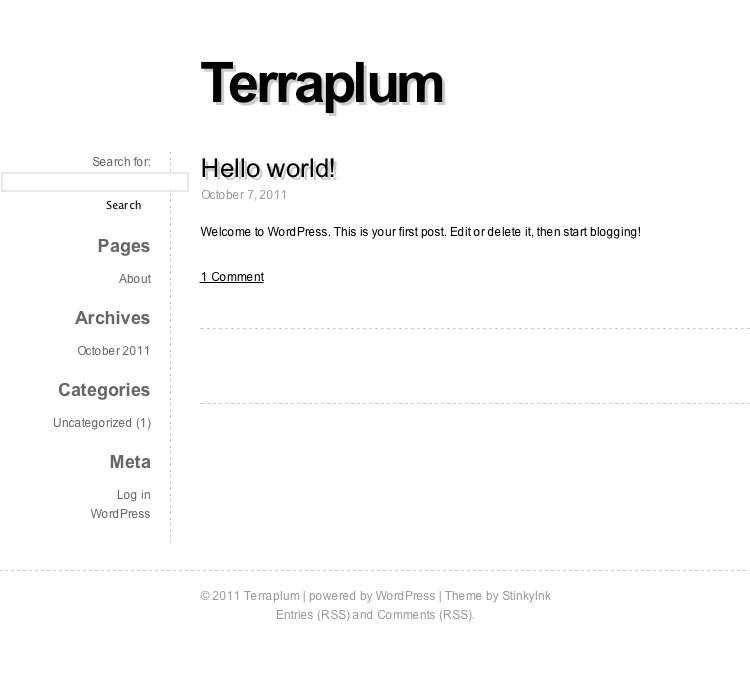 Terraplum
Search for:
Search
Pages
About
Archives
October 2011
Categories
Uncategorized (1)
Meta
Log in
WordPress
Hello world!
October 7, 2011
Welcome to WordPress. This is your first post. Edit or delete it, then start blogging!
1 Comment
© 2011 Terraplum | powered by WordPress | Theme by StinkyInk
Entries (RSS) and Comments (RSS).